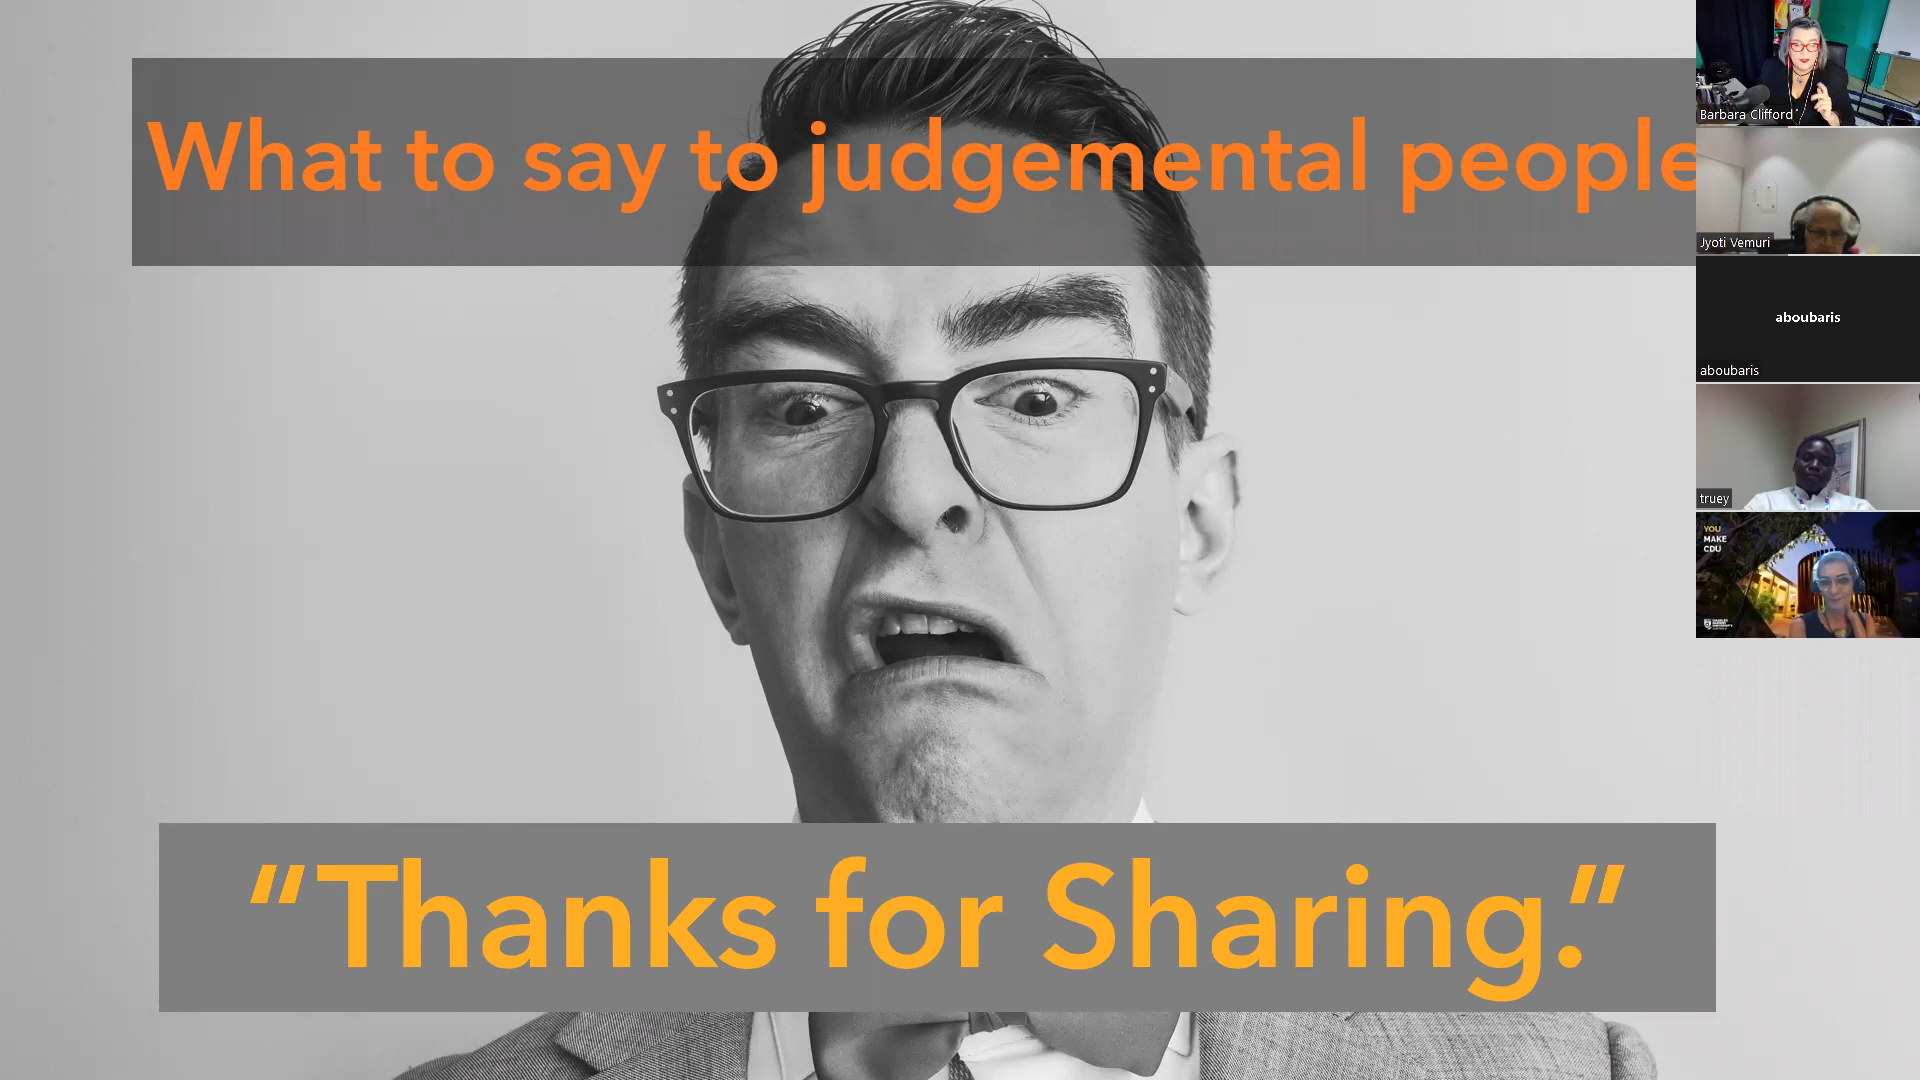 What to say to judgemental people
“Thanks for Sharing.”
Barbara Clifford
Jyoti Vemuri
aboubaris
aboubaris
truey
YOU
MAKE
CDU